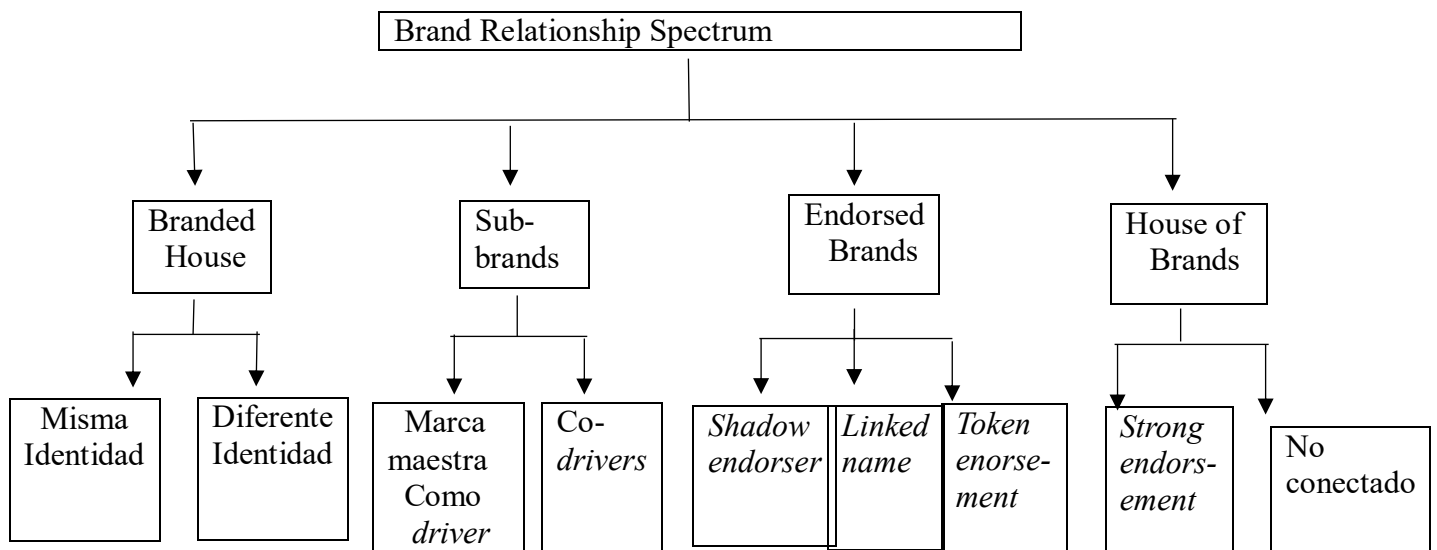 Brand Relationship Spectrum
Branded
House
Sub-
brands
Endorsed
Brands
House of
Brands
Misma
Identidad
Diferente
Identidad
Marca
maestra
Como
driver
Co-
drivers
Shadow
endorser
Linked
name
Token
enorse-
ment
Strong
endors-
ement
No
conectado